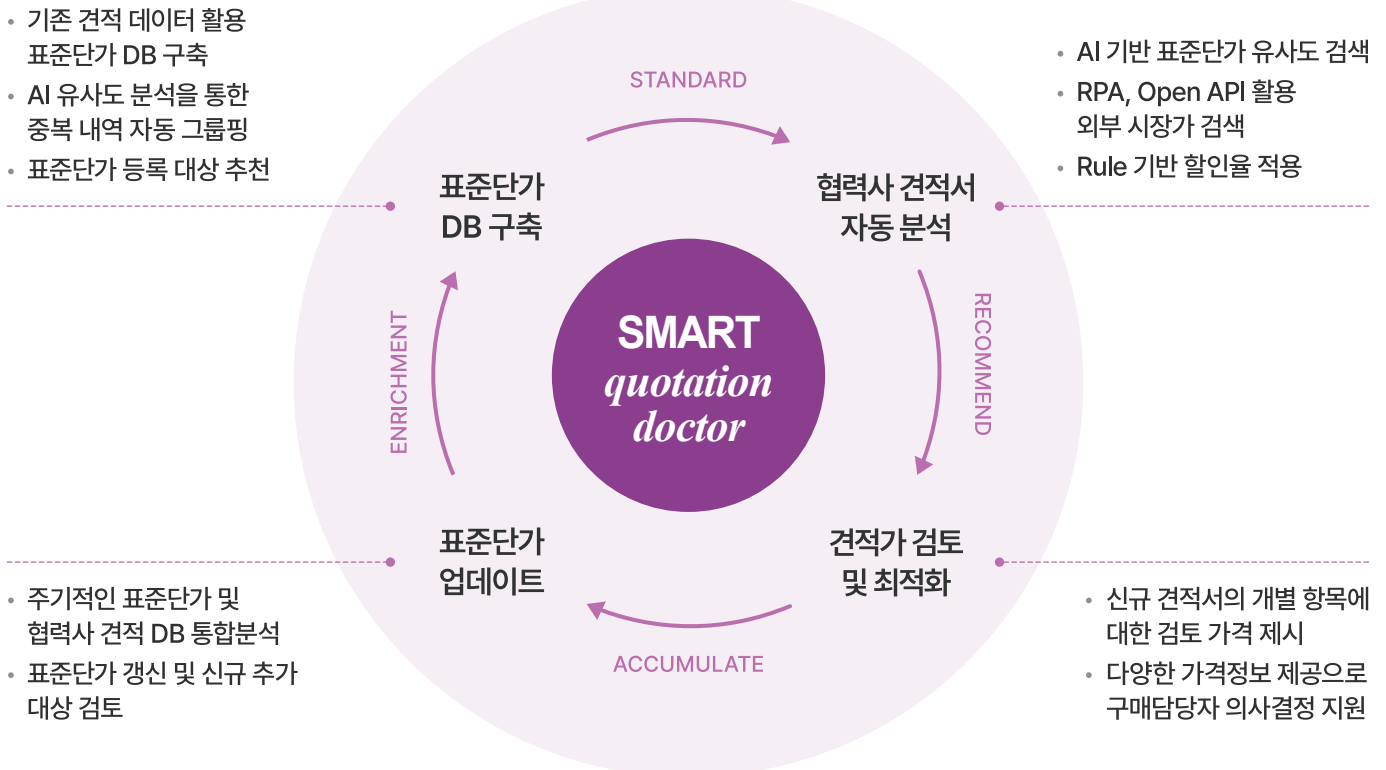 • 기존 견적 데이터 활용
표준단가 DB 구축
• AI 유사도 분석을 통한
중복 내역 자동 그룹핑
• 표준단가 등록 대상 추천
STANDARD
• AI 기반 표준단가 유사도 검색
• RPA, Open API 활용
외부 시장가 검색
• Rule 기반 할인율 적용
표준단가
DB 구축
협력사 견적서
자동 분석
ENRICHMENT
SMART
quotation
doctor
RECOMMEND
표준단가
업데이트
견적가 검토
및 최적화
ACCUMULATE
• 주기적인 표준단가 및
협력사 견적 DB 통합분석
• 표준단가 갱신 및 신규 추가
대상 검토
• 신규 견적서의 개별 항목에
대한 검토 가격 제시
• 다양한 가격정보 제공으로
구매담당자 의사결정 지원